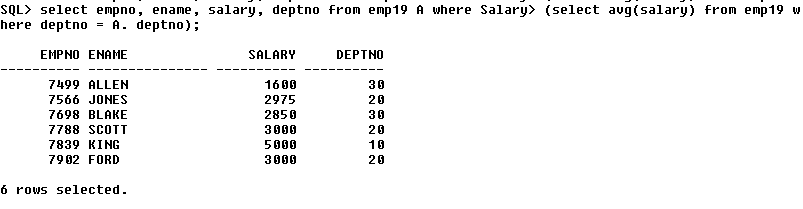 SQL> select empno, ename, salary, deptno from emp19 A where Salary> (select avg(salary) from emp19 w
here deptno = A. deptno);
EMPNO ENAME SALARY DEPTNO
---------- ---------------- ---------- -----------
7499 ALLEN 1600 30
7566 JONES 2975 20
7698 BLAKE 2850 30
7788 SCOTT 3000 20
7839 KING 5000 10
7902 FORD 3000 20
6 rows selected.